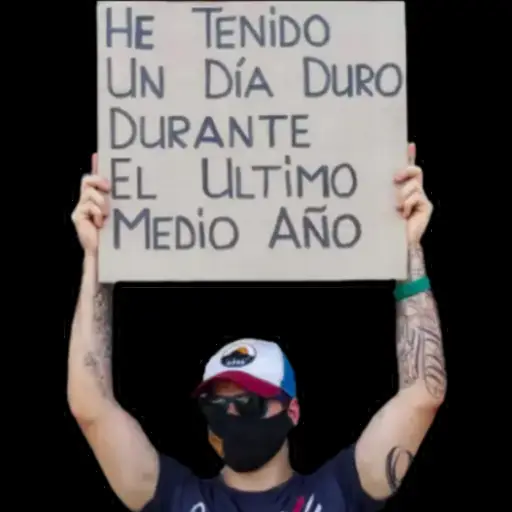 He Tenido
Un Día Duro
Durante
El Ultimo
Medio Año